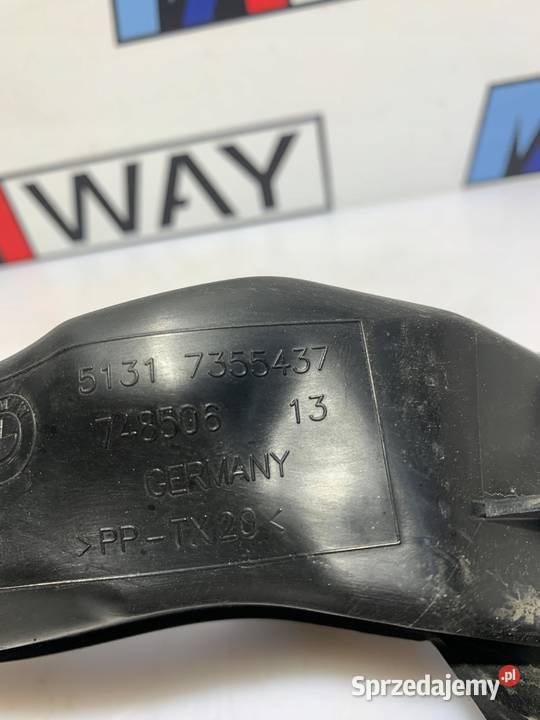 WAY
5131 7355437
748506 13
GERMANY
>PP-TX20<
Sprzedajemy.pl